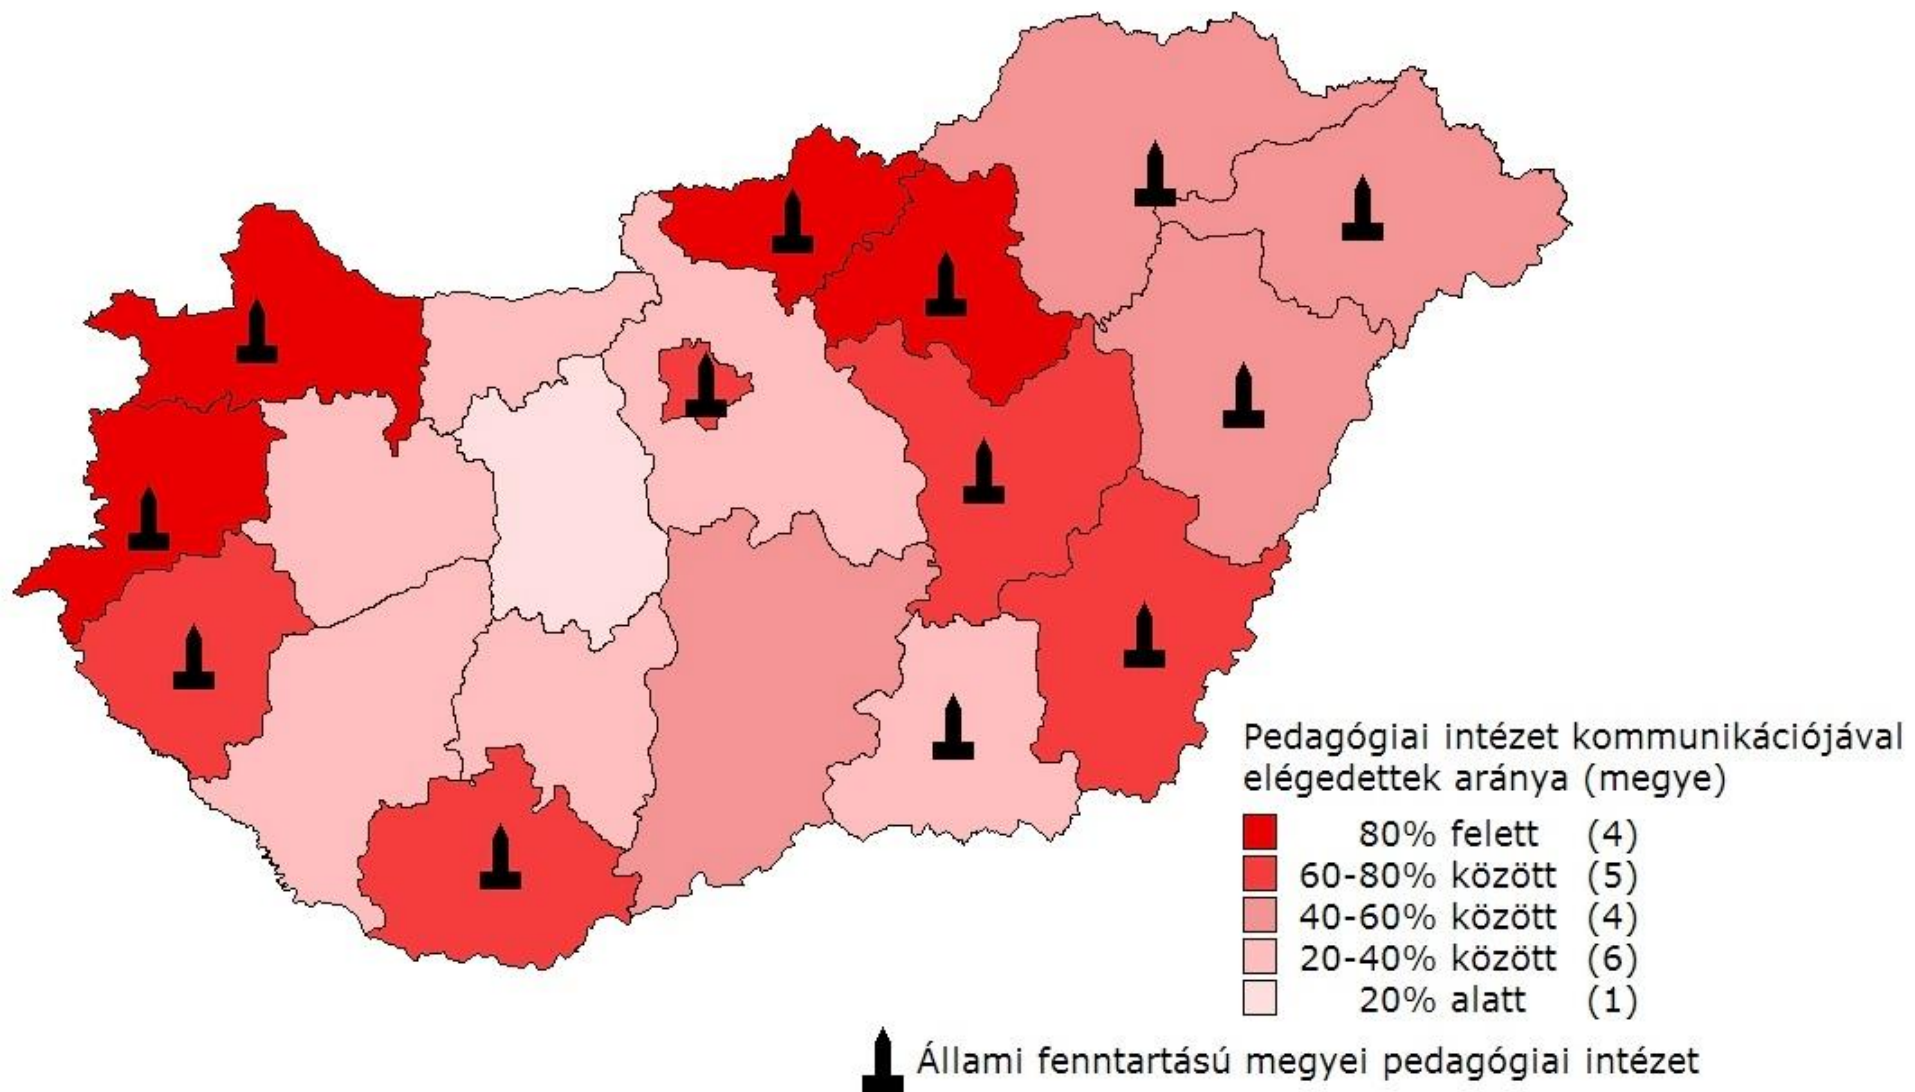 Pedagógiai intézet kommunikációjával
elégedettek aránya (megye)
80% felett (4)
60-80% között (5)
40-60% között (4)
20-40% között (6)
20% alatt (1)
Állami fenntartású megyei pedagógiai intézet